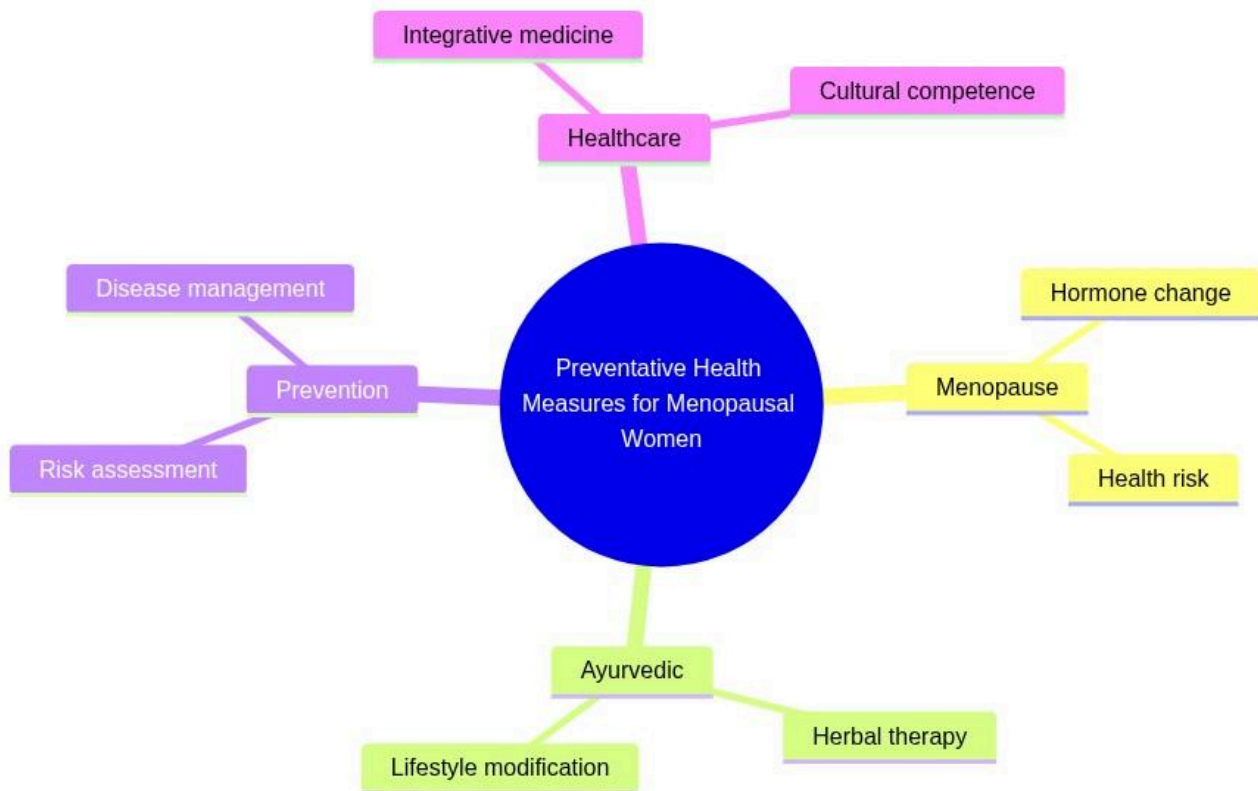 Integrative medicine
Cultural competence
Healthcare
Disease management
Hormone change
Prevention
Preventative Health
Measures for Menopausal
Women
Menopause
Risk assessment
Health risk
Ayurvedic
Herbal therapy
Lifestyle modification